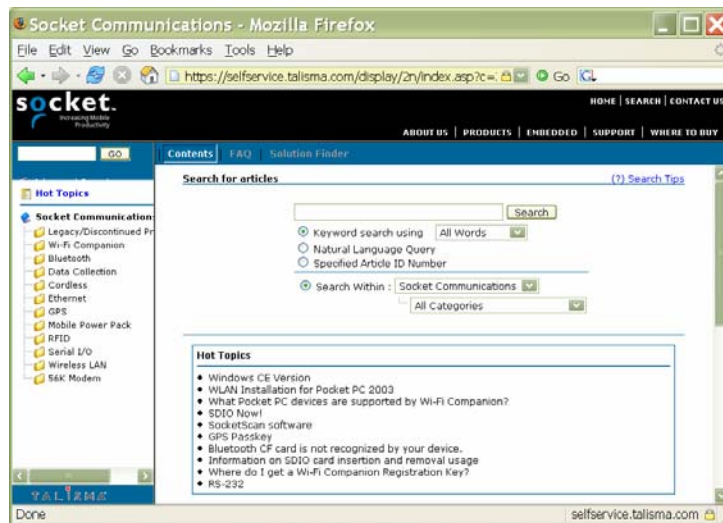 Socket Communications - Mozilla Firefox
File Edit View Go Bookmarks Tools Help
https://selfservice.talisma.com/display/2n/index.asp?c= Go
socket.
Increasing Mobile
Productivity
HOME | SEARCH | CONTACT US
ABOUT US | PRODUCTS | EMBEDDED | SUPPORT | WHERE TO BUY
GO
Contents | FAQ | Solution Finder
Hot Topics
Socket Communication
Legacy/Discontinued Pr
Wi-Fi Companion
Bluetooth
Data Collection
Cordless
Ethernet
GPS
Mobile Power Pack
RFID
Serial I/O
Wireless LAN
56K Modem
TALISMA
Search for articles
(?) Search Tips
Search
Keyword search using All Words
Natural Language Query
Specified Article ID Number
Search Within : Socket Communications
All Categories
Hot Topics
• Windows CE Version
• WLAN Installation for Pocket PC 2003
• What Pocket PC devices are supported by Wi-Fi Companion?
• SDIO Now!
• SocketScan software
• GPS Passkey
• Bluetooth CF card is not recognized by your device.
• Information on SDIO card insertion and removal usage
• Where do I get a Wi-Fi Companion Registration Key?
• RS-232
Done
selfservice.talisma.com